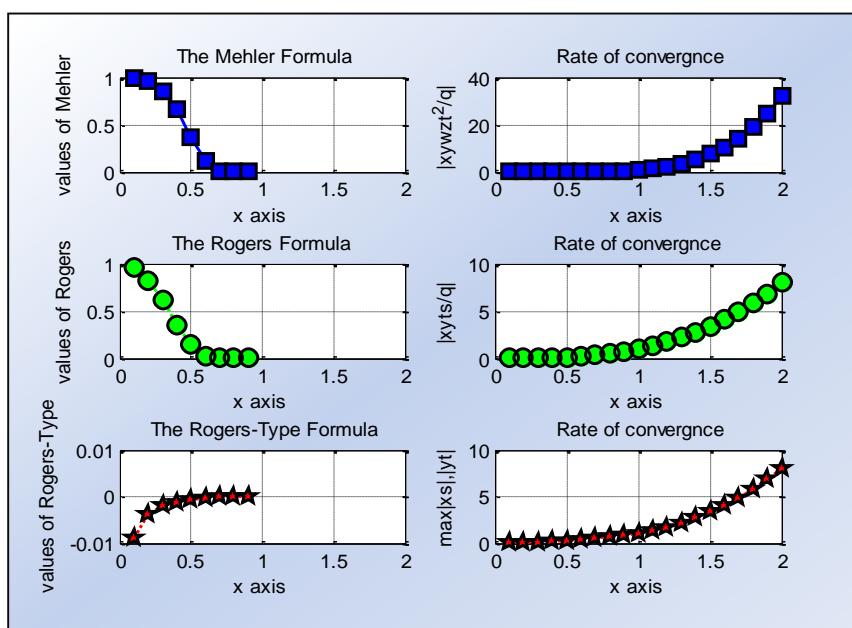 The Mehler Formula
values of Mehler
1
0.5
0
0
0.5
1
1.5
2
x axis
Rate of convergnce
|xywzt²/q|
40
20
0
0
0.5
1
1.5
2
x axis
The Rogers Formula
values of Rogers
1
0.5
0
0
0.5
1
1.5
2
x axis
Rate of convergnce
|xyts/q|
10
5
0
0
0.5
1
1.5
2
x axis
The Rogers-Type Formula
values of Rogers-Type
0.01
0
-0.01
0
0.5
1
1.5
2
x axis
Rate of convergnce
max|xs|,|yt|
10
5
0
0
0.5
1
1.5
2
x axis